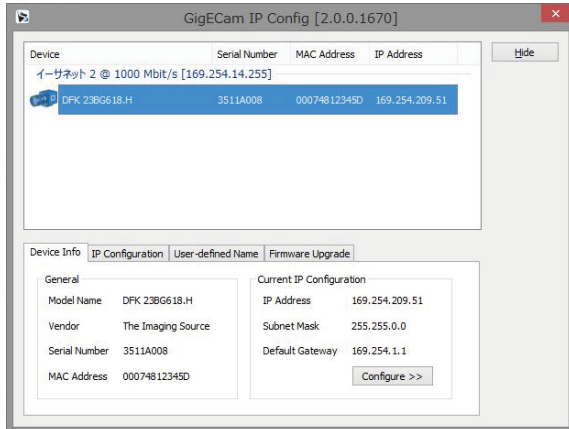 GigECam IP Config [2.0.0.1670]
Device Serial Number MAC Address IP Address
イーサネット 2 @ 1000 Mbit/s [169.254.14.255]
DFK 23BG618.H 3511A008 00074812345D 169.254.209.51
Hide
Device Info IP Configuration User-defined Name Firmware Upgrade
General
Model Name DFK 23BG618.H
Vendor The Imaging Source
Serial Number 3511A008
MAC Address 00074812345D
Current IP Configuration
IP Address 169.254.209.51
Subnet Mask 255.255.0.0
Default Gateway 169.254.1.1
Configure >>